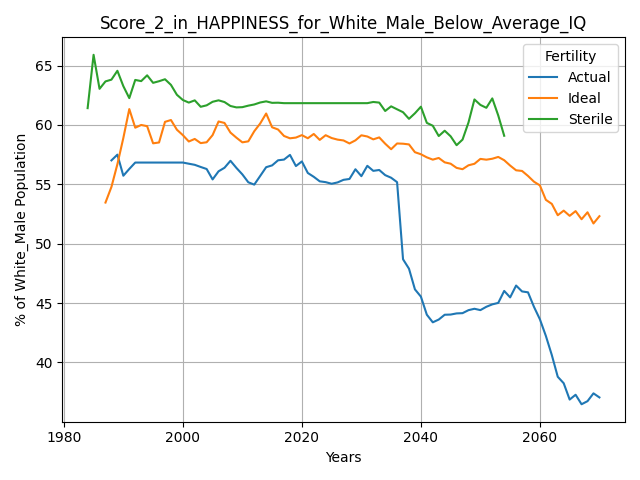 Score_2_in_HAPPINESS_for_White_Male_Below_Average_IQ
% of White_Male Population
65
60
55
50
45
40
1980
2000
2020
2040
2060
Years
Fertility
Actual
Ideal
Sterile